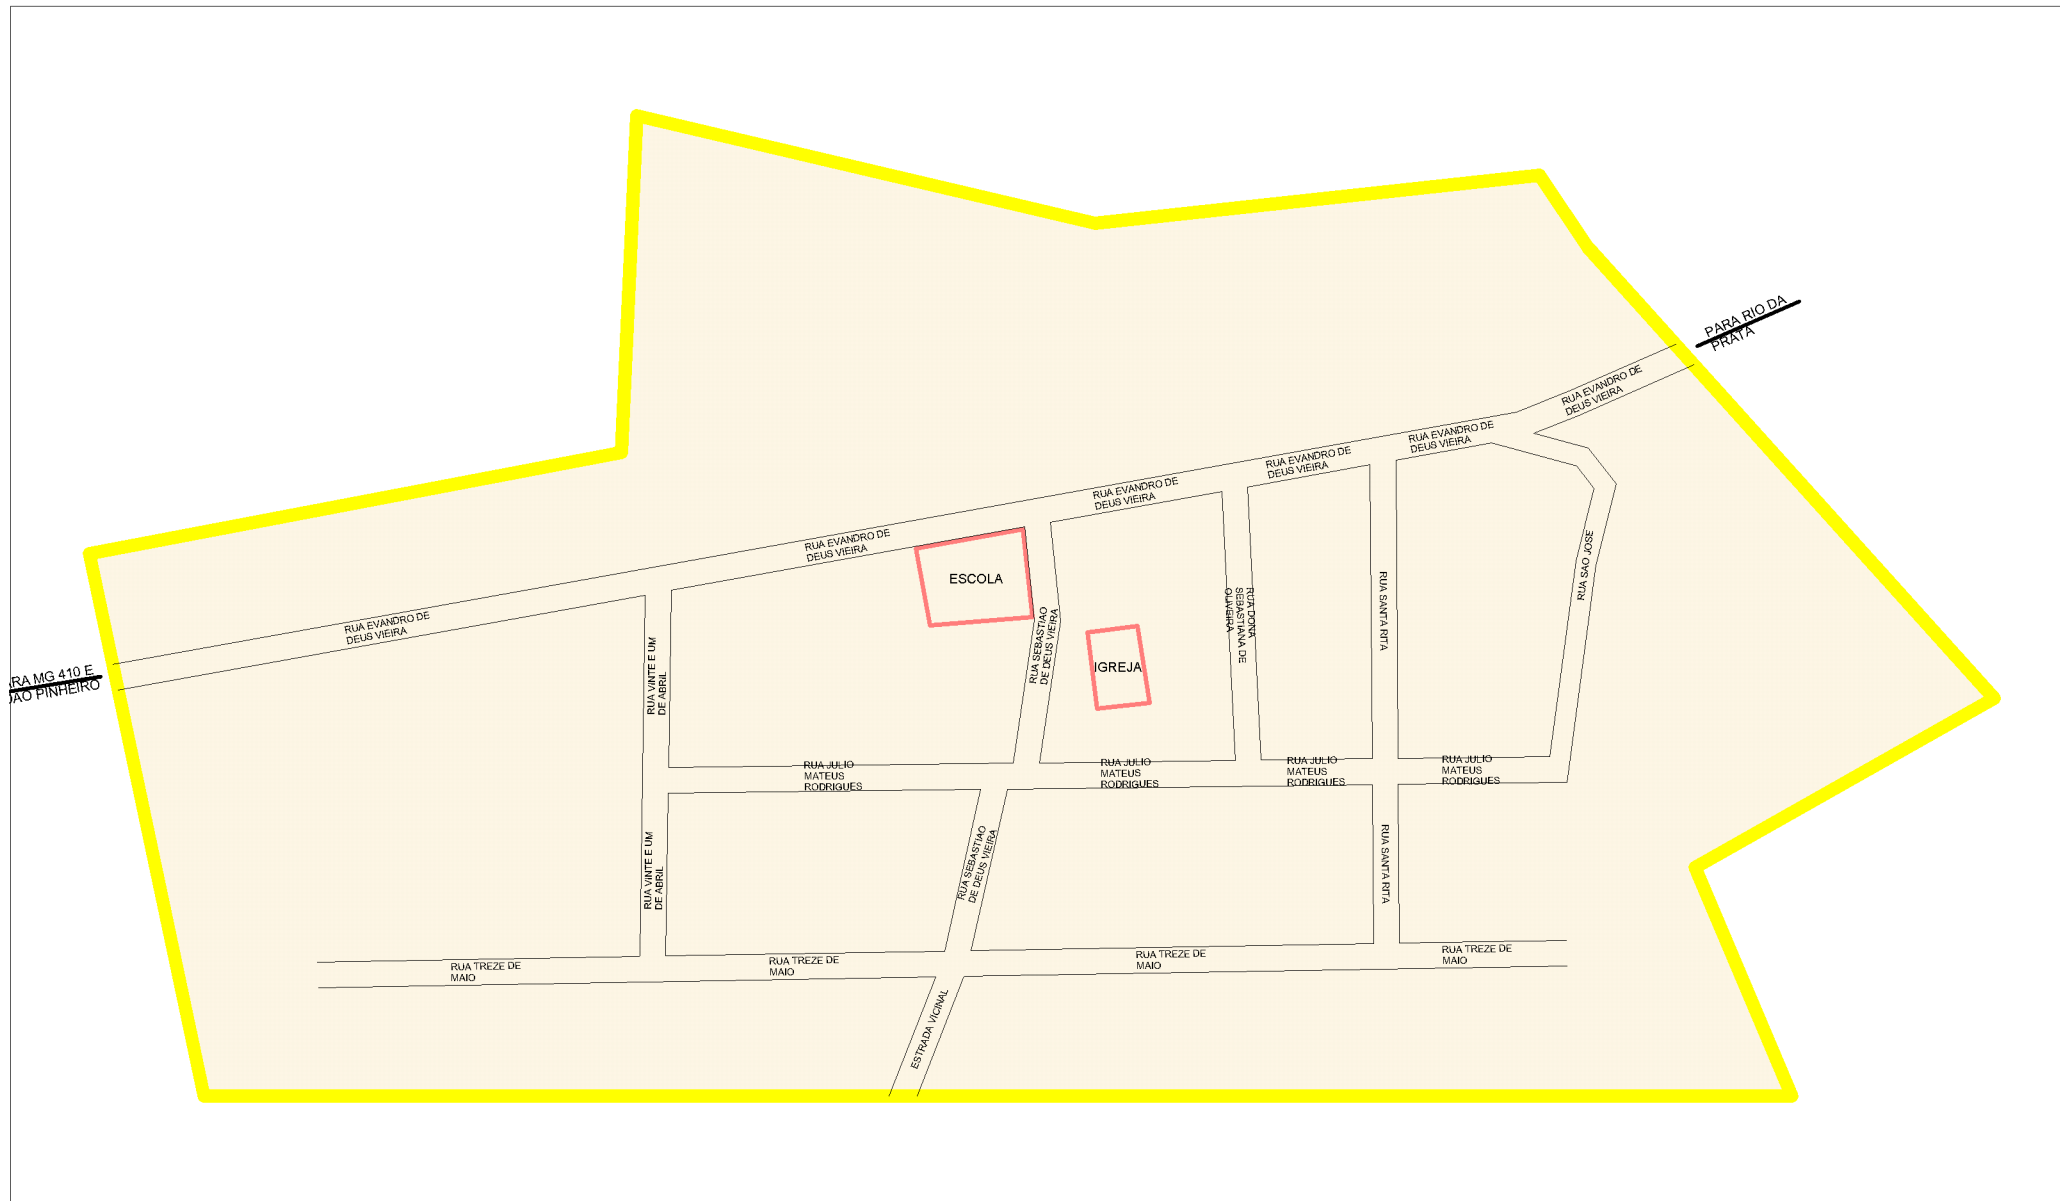 PARA RIO DA
PRATA
RUA EVANDRO DE
DEUS VIEIRA
RUA EVANDRO DE
DEUS VIEIRA
RUA EVANDRO DE
DEUS VIEIRA
RUA EVANDRO DE
DEUS VIEIRA
RUA EVANDRO DE
DEUS VIEIRA
RUA EVANDRO DE
DEUS VIEIRA
ESCOLA
RUA SAO JOSE
RUA SANTA RITA
RUA DONA
SEBASTIANA DE
OLIVEIRA
RUA SEBASTIAO
DE DEUS VIEIRA
IGREJA
RUA VINTE E UM
DE ABRIL
MG 410 E
PINHEIRO
RUA JULIO
MATEUS
RODRIGUES
RUA JULIO
MATEUS
RODRIGUES
RUA JULIO
MATEUS
RODRIGUES
RUA JULIO
MATEUS
RODRIGUES
RUA VINTE E UM
DE ABRIL
RUA SEBASTIAO
DE DEUS VIEIRA
RUA SANTA RITA
RUA TREZE DE
MAIO
RUA TREZE DE
MAIO
RUA TREZE DE
MAIO
RUA TREZE DE
MAIO
ESTRADA VICINAL